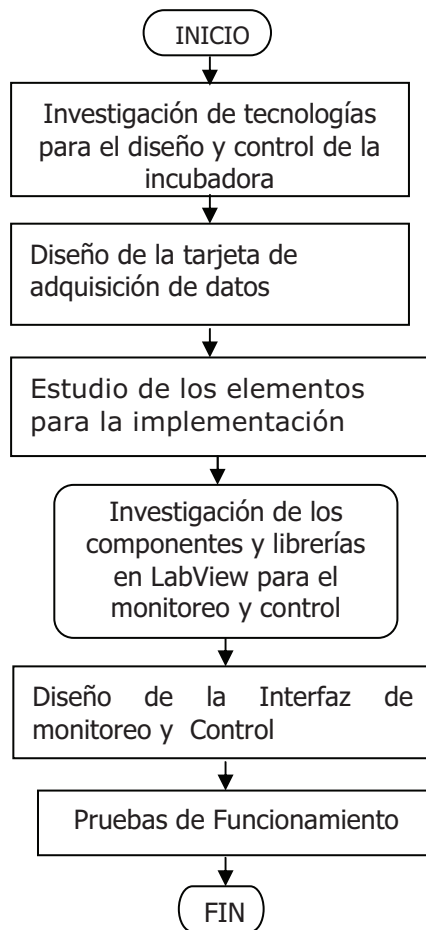 INICIO
Investigación de tecnologías
para el diseño y control de la
incubadora
Diseño de la tarjeta de
adquisición de datos
Estudio de los elementos
para la implementación
Investigación de los
componentes y librerías
en LabView para el
monitoreo y control
Diseño de la Interfaz de
monitoreo y Control
Pruebas de Funcionamiento
FIN